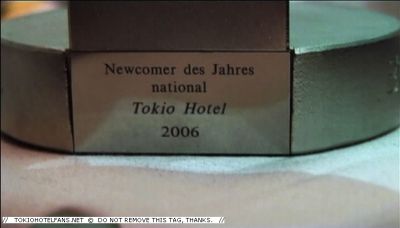 Newcomer des Jahres
national
Tokio Hotel
2006
// TOKIOHOTELFANS.NET © DO NOT REMOVE THIS TAG, THANKS. //